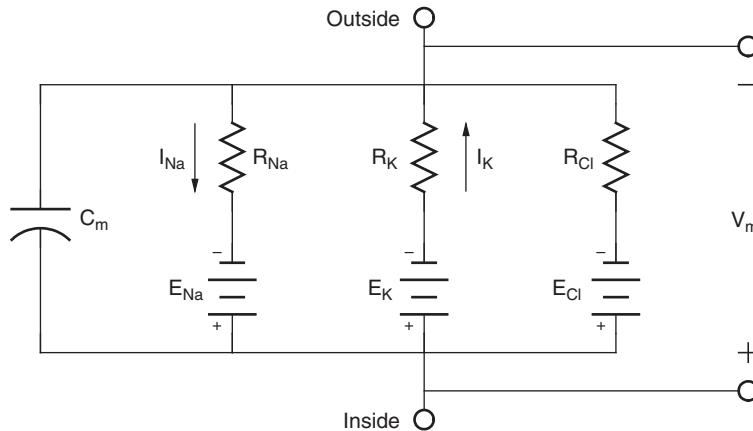 Outside
−
I_Na R_Na R_K I_K R_Cl
C_m V_m
− − −
E_Na E_K E_Cl
+ + +
+
Inside